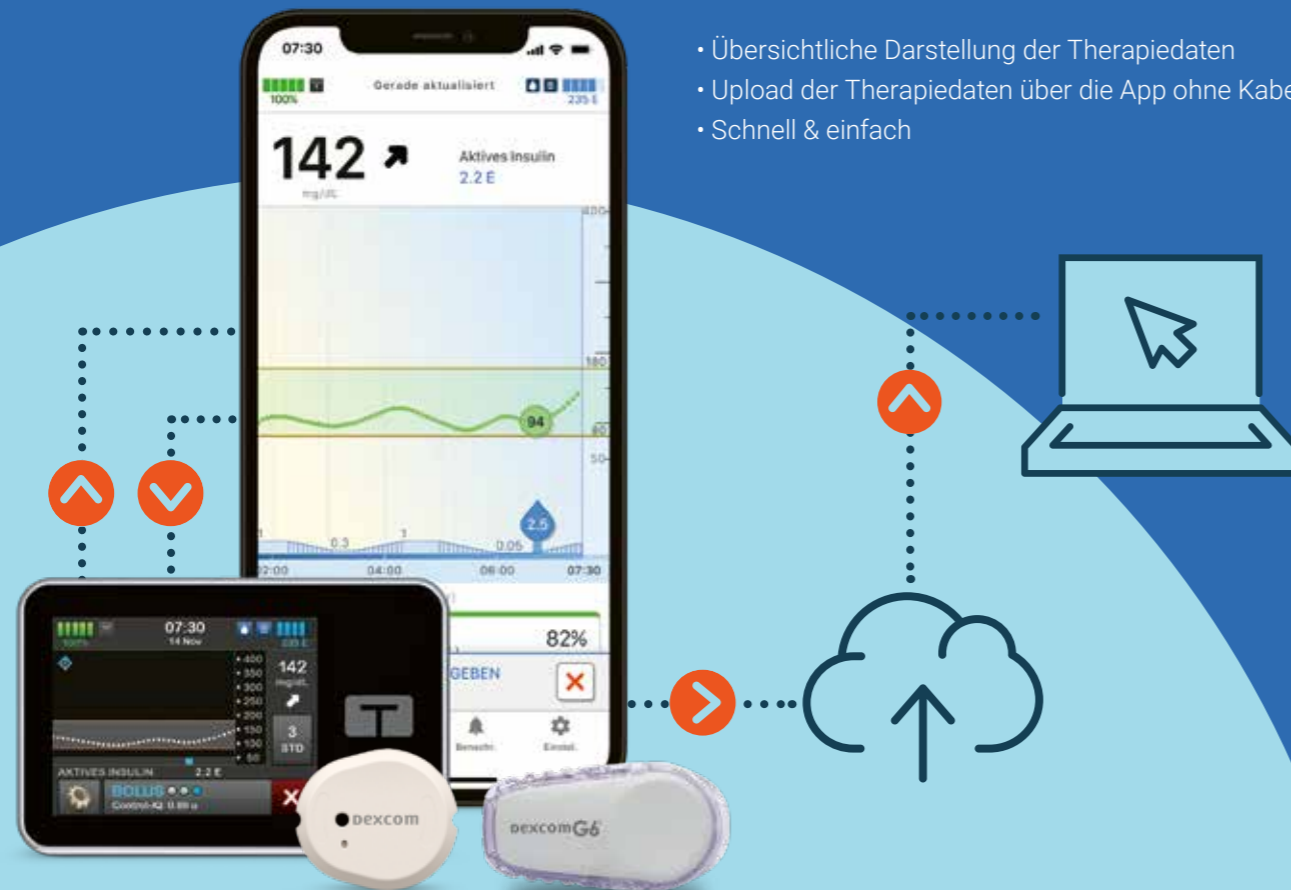 • Übersichtliche Darstellung der Therapiedaten
• Upload der Therapiedaten über die App ohne Kabe
• Schnell & einfach
07:30
100%
Gerade aktualisiert
235 E
142
mg/dL
Aktives Insulin
2.2 E
400
180
94
50
2.5
0.3
1
0.05
02:00 04:00 06:00 07:30
82%
GEBEN
Benachr.
Einstel.
07:30
14 Nov
100%
235 E
400
350
300
250
200
150
100
50
142
mg/dL
3
STD
AKTIVES INSULIN 2.2 E
BOLUS
T
Dexcom
Dexcom G6